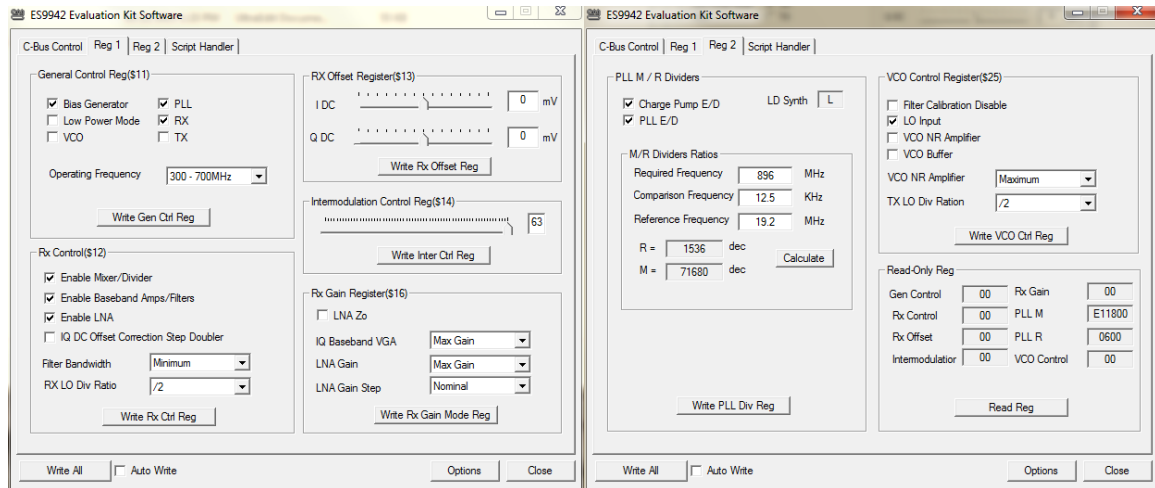 ES9942 Evaluation Kit Software
C-Bus Control Reg 1 Reg 2 Script Handler
General Control Reg($11)
Bias Generator PLL
Low Power Mode RX
VCO TX
Operating Frequency 300 - 700MHz
Write Gen Ctrl Reg
Rx Control($12)
Enable Mixer/Divider
Enable Baseband Amps/Filters
Enable LNA
IQ DC Offset Correction Step Doubler
Filter Bandwidth Minimum
RX LO Div Ratio /2
Write Rx Ctrl Reg
RX Offset Register($13)
I DC 0 mV
Q DC 0 mV
Write Rx Offset Reg
Intermodulation Control Reg($14)
63
Write Inter Ctrl Reg
Rx Gain Register($16)
LNA Zo
IQ Baseband VGA Max Gain
LNA Gain Max Gain
LNA Gain Step Nominal
Write Rx Gain Mode Reg
Write All Auto Write Options Close
ES9942 Evaluation Kit Software
C-Bus Control Reg 1 Reg 2 Script Handler
PLL M / R Dividers
Charge Pump E/D LD Synth L
PLL E/D
M/R Dividers Ratios
Required Frequency 896 MHz
Comparison Frequency 12.5 KHz
Reference Frequency 19.2 MHz
R = 1536 dec
M = 71680 dec
Calculate
Write PLL Div Reg
VCO Control Register($25)
Filter Calibration Disable
LO Input
VCO NR Amplifier
VCO Buffer
VCO NR Amplifier Maximum
TX LO Div Ration /2
Write VCO Ctrl Reg
Read-Only Reg
Gen Control 00 Rx Gain 00
Rx Control 00 PLL M E11800
Rx Offset 00 PLL R 0600
Intermodulatior 00 VCO Control 00
Read Reg
Write All Auto Write Options Close